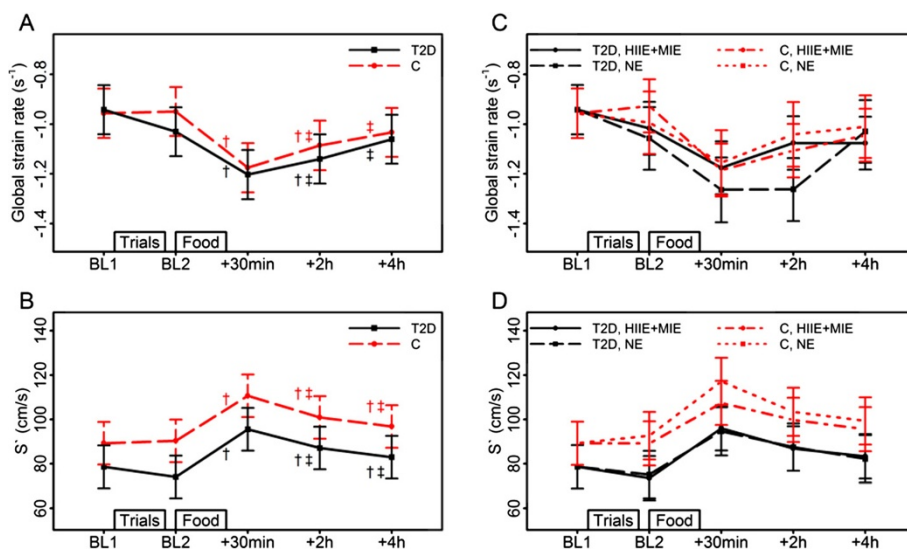 A
T2D
C
Global strain rate (s⁻¹)
-0.8
-1.0
-1.2
-1.4
†
†
†‡
†‡
‡
‡
Trials
Food
BL1
BL2
+30min
+2h
+4h
C
T2D, HIIE+MIE
T2D, NE
C, HIIE+MIE
C, NE
Global strain rate (s⁻¹)
-0.8
-1.0
-1.2
-1.4
Trials
Food
BL1
BL2
+30min
+2h
+4h
B
T2D
C
S` (cm/s)
140
120
100
80
60
†
†
†‡
†‡
†‡
†‡
Trials
Food
BL1
BL2
+30min
+2h
+4h
D
T2D, HIIE+MIE
T2D, NE
C, HIIE+MIE
C, NE
S` (cm/s)
140
120
100
80
60
Trials
Food
BL1
BL2
+30min
+2h
+4h